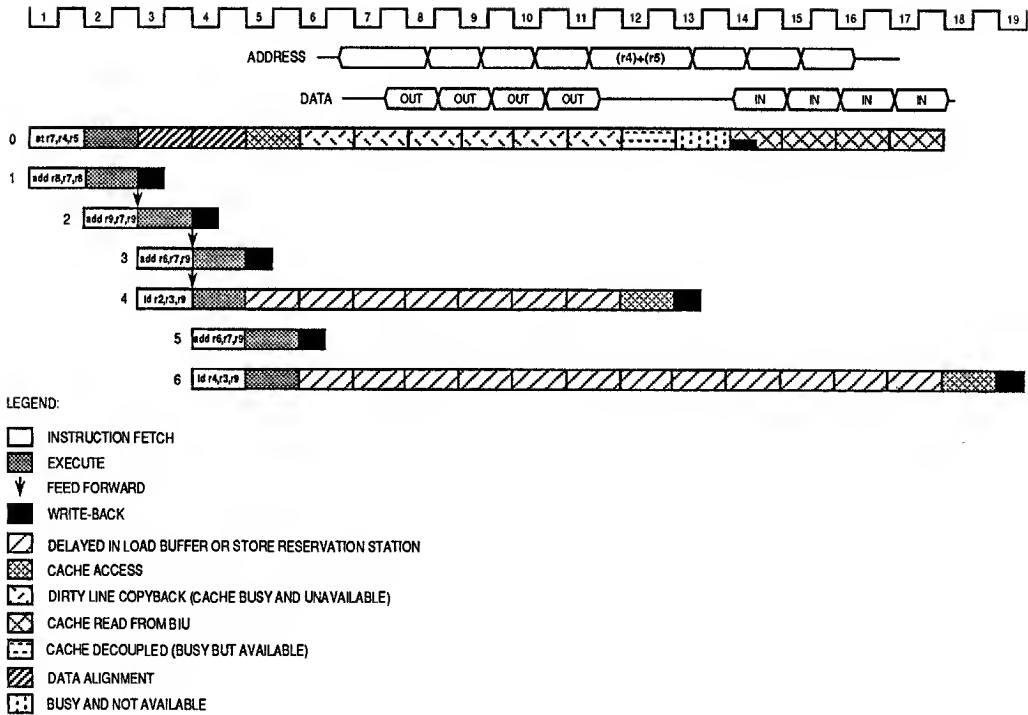 1 2 3 4 5 6 7 8 9 10 11 12 13 14 15 16 17 18 19
ADDRESS (r4)+(r5)
DATA OUT OUT OUT OUT IN IN IN IN
0 st r7,r4,r5
1 add r8,r7,r8
2 add r9,r7,r9
3 add r6,r7,r9
4 ld r2,r3,r9
5 add r6,r7,r9
6 ld r4,r3,r9
LEGEND:
INSTRUCTION FETCH
EXECUTE
FEED FORWARD
WRITE-BACK
DELAYED IN LOAD BUFFER OR STORE RESERVATION STATION
CACHE ACCESS
DIRTY LINE COPYBACK (CACHE BUSY AND UNAVAILABLE)
CACHE READ FROM BIU
CACHE DECOUPLED (BUSY BUT AVAILABLE)
DATA ALIGNMENT
BUSY AND NOT AVAILABLE